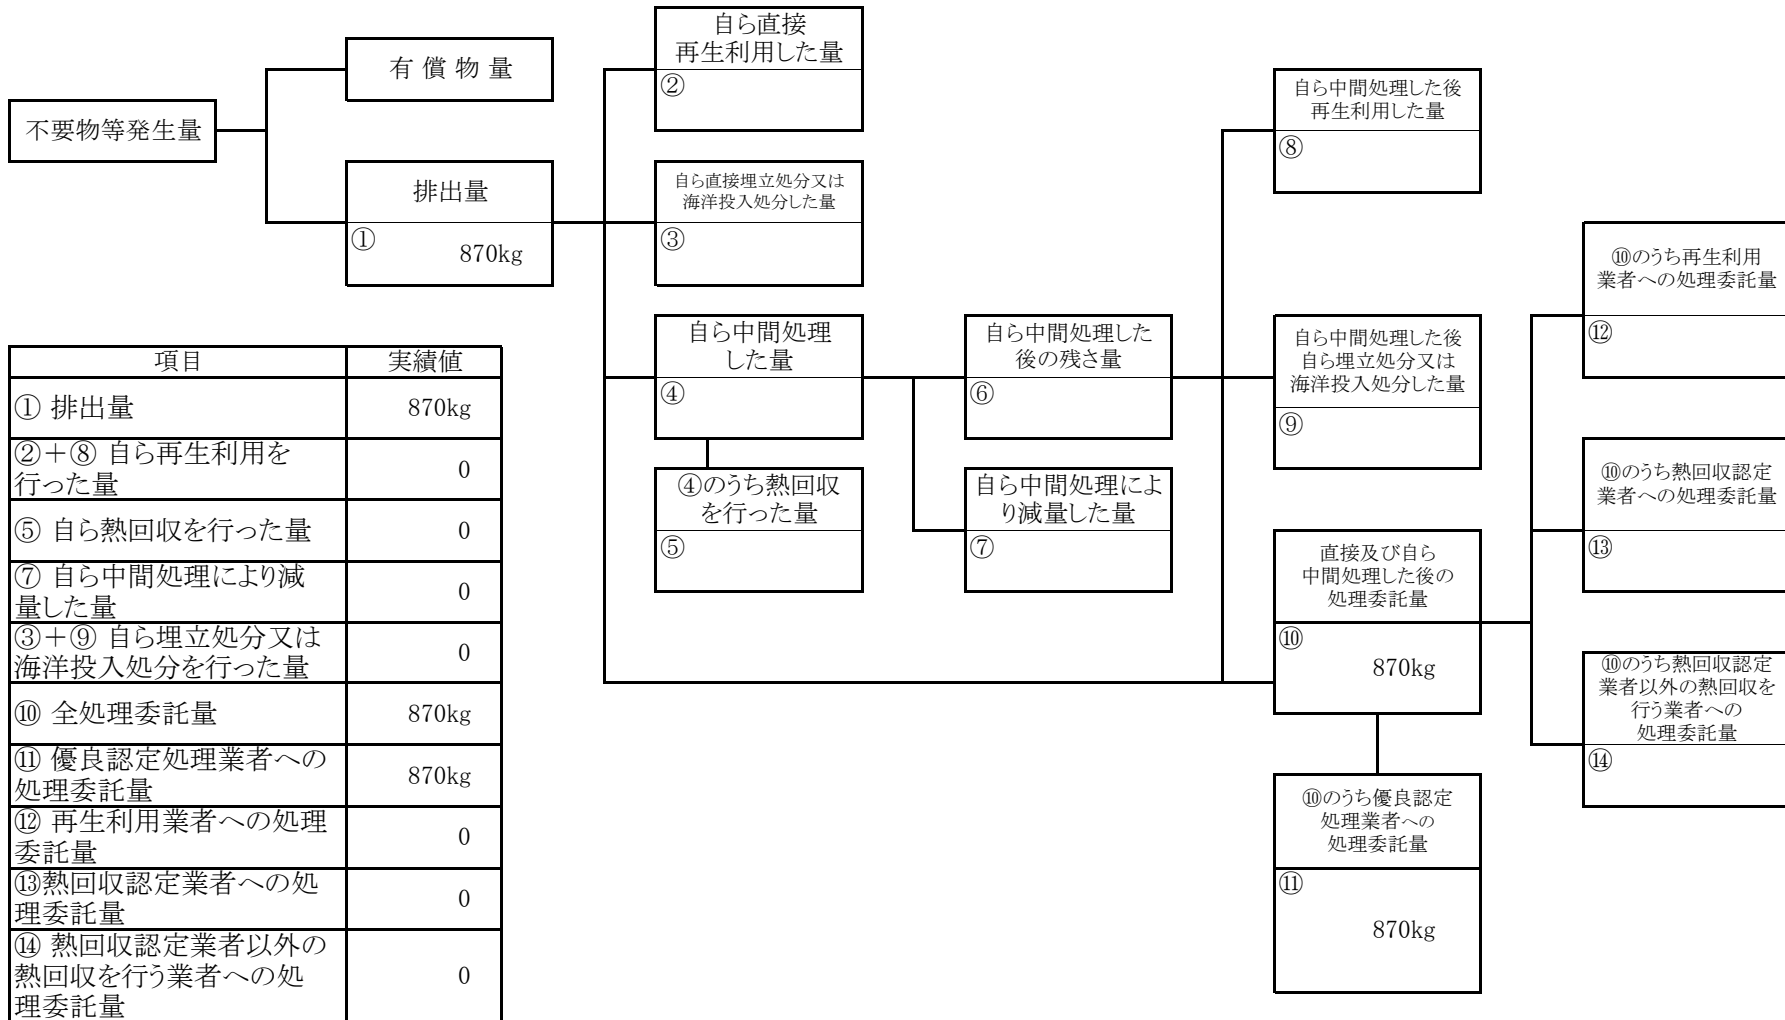 不要物等発生量
有 償 物 量
排出量
①
870kg
自ら直接
再生利用した量
②
自ら直接埋立処分又は
海洋投入処分した量
③
自ら中間処理
した量
④
④のうち熱回収
を行った量
⑤
自ら中間処理した
後の残さ量
⑥
自ら中間処理によ
り減量した量
⑦
自ら中間処理した後
再生利用した量
⑧
自ら中間処理した後
自ら埋立処分又は
海洋投入処分した量
⑨
直接及び自ら
中間処理した後の
処理委託量
⑩
870kg
⑩のうち優良認定
処理業者への
処理委託量
⑪
870kg
⑩のうち再生利用
業者への処理委託量
⑫
⑩のうち熱回収認定
業者への処理委託量
⑬
⑩のうち熱回収認定
業者以外の熱回収を
行う業者への
処理委託量
⑭
項目 実績値
① 排出量 870kg
②＋⑧ 自ら再生利用を
行った量 0
⑤ 自ら熱回収を行った量 0
⑦ 自ら中間処理により減
量した量 0
③＋⑨ 自ら埋立処分又は
海洋投入処分を行った量 0
⑩ 全処理委託量 870kg
⑪ 優良認定処理業者への
処理委託量 870kg
⑫ 再生利用業者への処理
委託量 0
⑬熱回収認定業者への処
理委託量 0
⑭ 熱回収認定業者以外の
熱回収を行う業者への処
理委託量 0